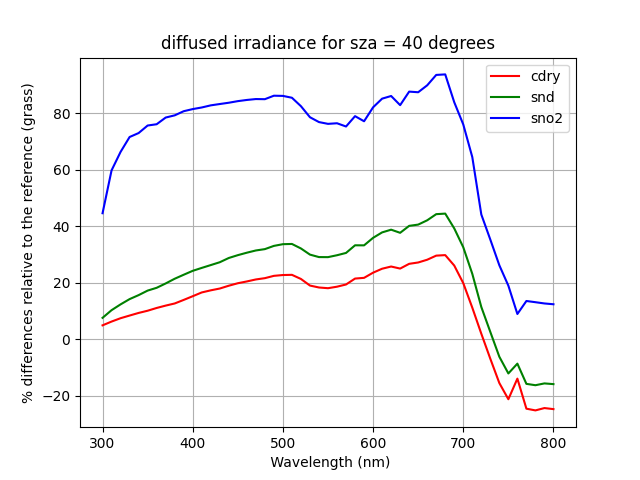 diffused irradiance for sza = 40 degrees
% differences relative to the reference (grass)
80
60
40
20
0
−20
300
400
500
600
700
800
Wavelength (nm)
cdry
snd
sno2